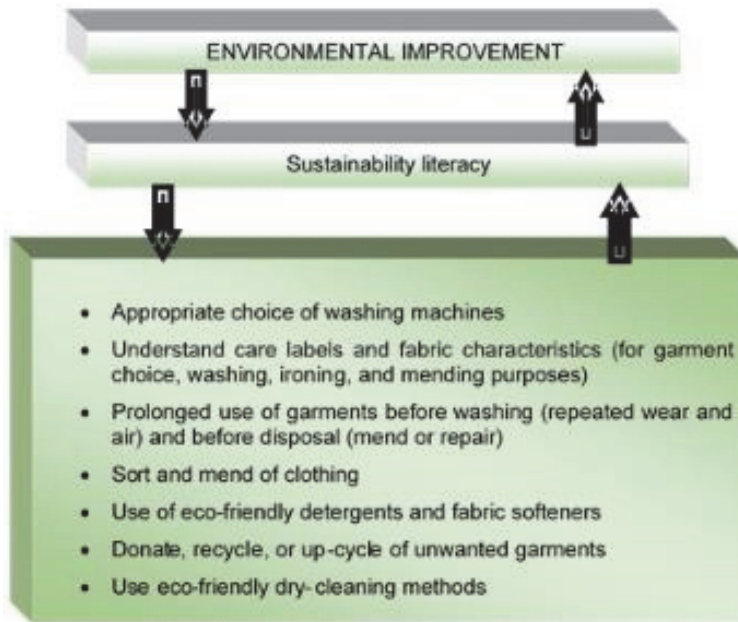 ENVIRONMENTAL IMPROVEMENT
Sustainability literacy
• Appropriate choice of washing machines
• Understand care labels and fabric characteristics (for garment
choice, washing, ironing, and mending purposes)
• Prolonged use of garments before washing (repeated wear and
air) and before disposal (mend or repair)
• Sort and mend of clothing
• Use of eco-friendly detergents and fabric softeners
• Donate, recycle, or up-cycle of unwanted garments
• Use eco-friendly dry-cleaning methods